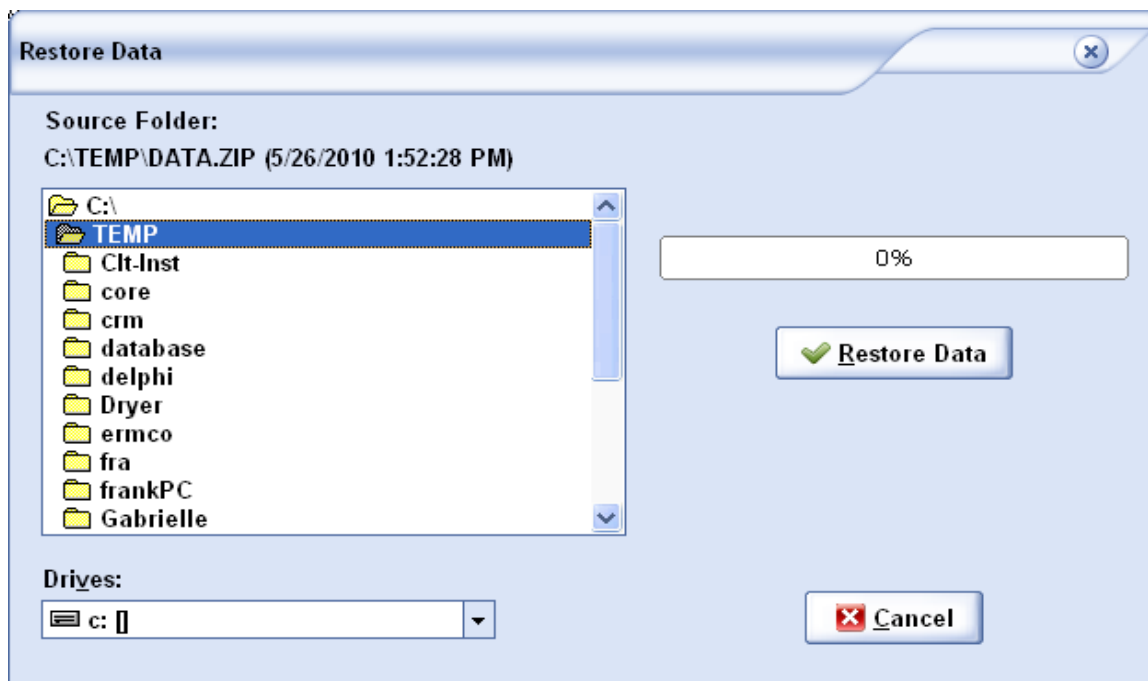 Restore Data
Source Folder:
C:\TEMP\DATA.ZIP (5/26/2010 1:52:28 PM)
C:\
TEMP
Clt-Inst
core
crm
database
delphi
Dryer
ermco
fra
frankPC
Gabrielle
0%
Restore Data
Drives:
c: []
Cancel